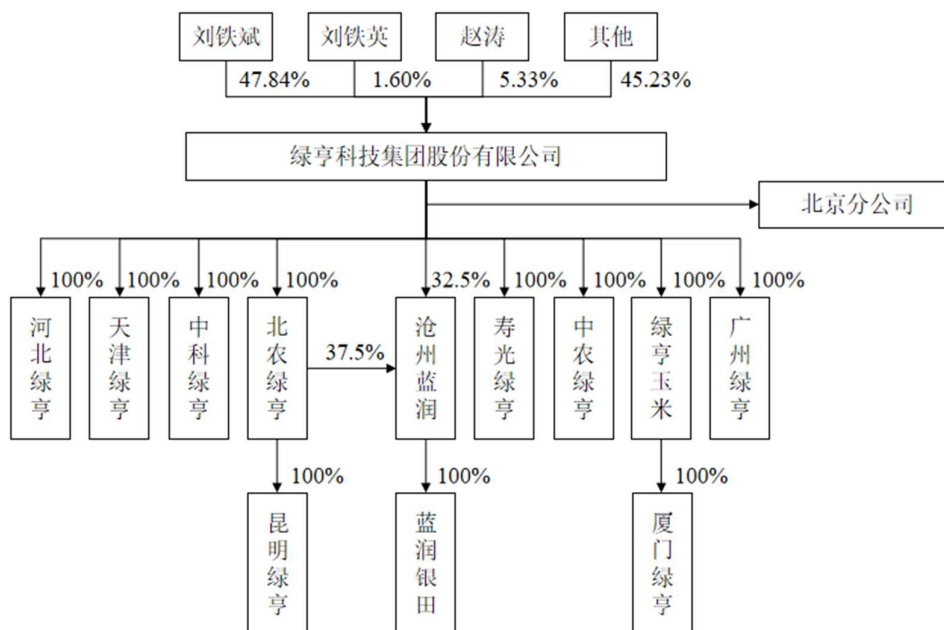 刘铁斌
刘铁英
赵涛
其他
47.84%
1.60%
5.33%
45.23%
绿亨科技集团股份有限公司
北京分公司
100%
100%
100%
100%
32.5%
100%
100%
100%
100%
河北绿亨
天津绿亨
中科绿亨
北农绿亨
37.5%
沧州蓝润
寿光绿亨
中农绿亨
绿亨玉米
广州绿亨
100%
100%
100%
昆明绿亨
蓝润银田
厦门绿亨